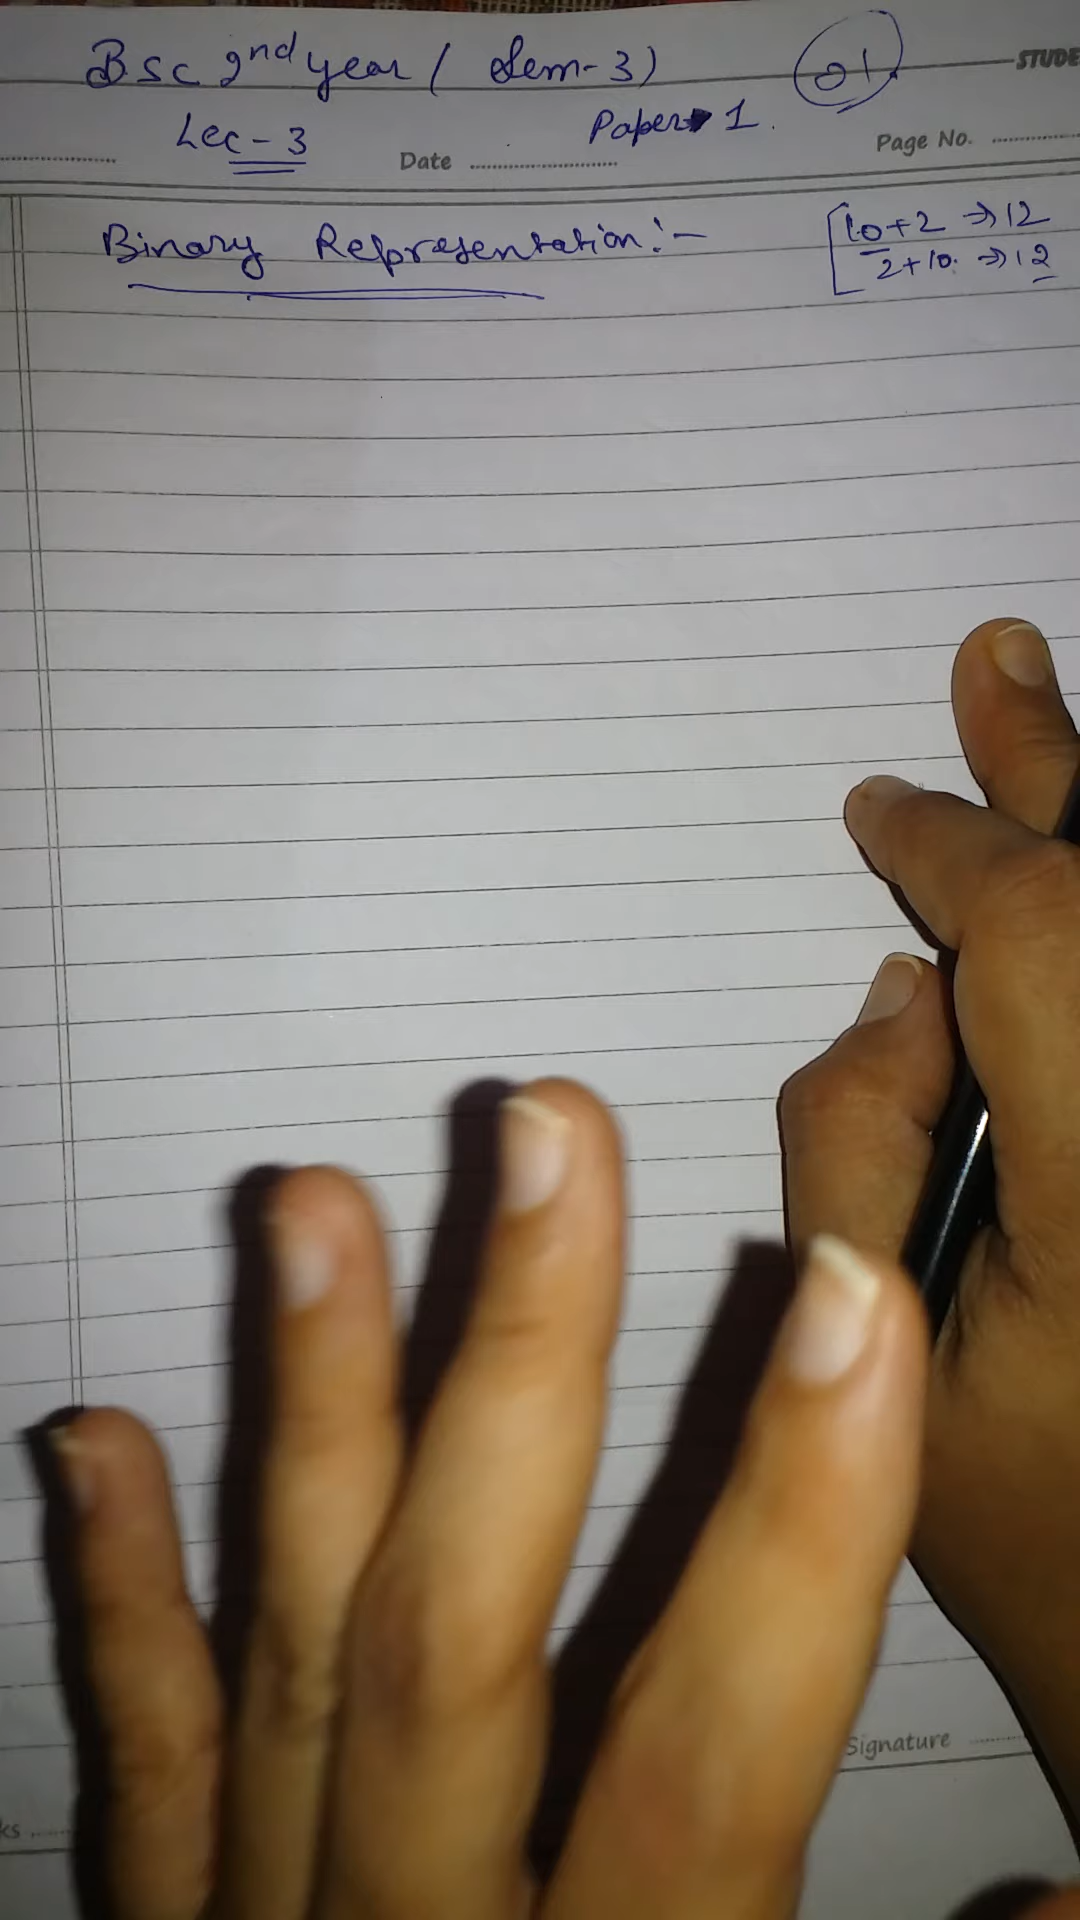 Bsc 2nd year ( Sem-3)
01
STUDE
Lec-3
Paper 1.
Date
Page No.
Binary Representation:-
10+2 → 12
2+10. → 12
Signature
ks